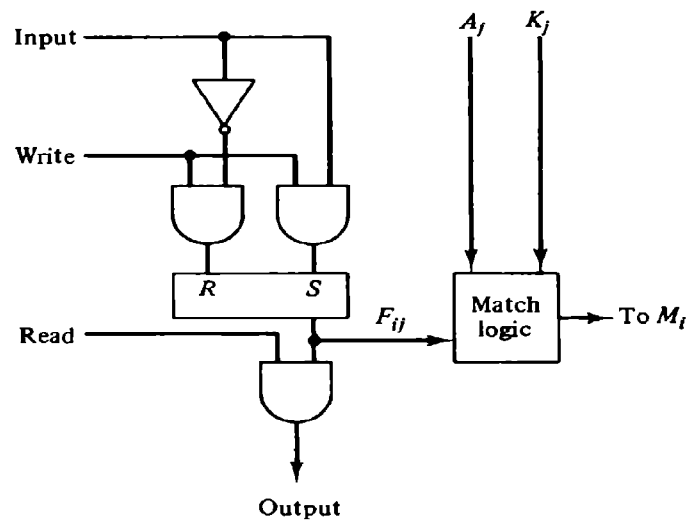 Input
A_j
K_j
Write
R
S
Read
F_ij
Match
logic
To M_i
Output